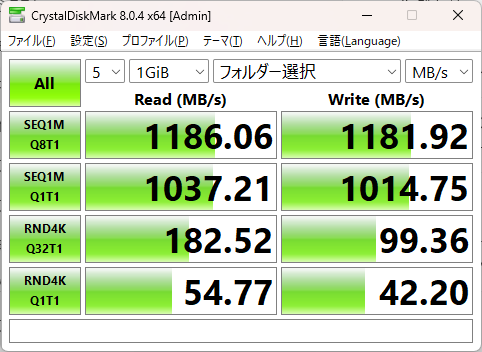 CrystalDiskMark 8.0.4 x64 [Admin]
ファイル(F) 設定(S) プロファイル(P) テーマ(T) ヘルプ(H) 言語(Language)
All 5 1GiB フォルダー選択 MB/s
Read (MB/s) Write (MB/s)
SEQ1M
Q8T1 1186.06 1181.92
SEQ1M
Q1T1 1037.21 1014.75
RND4K
Q32T1 182.52 99.36
RND4K
Q1T1 54.77 42.20